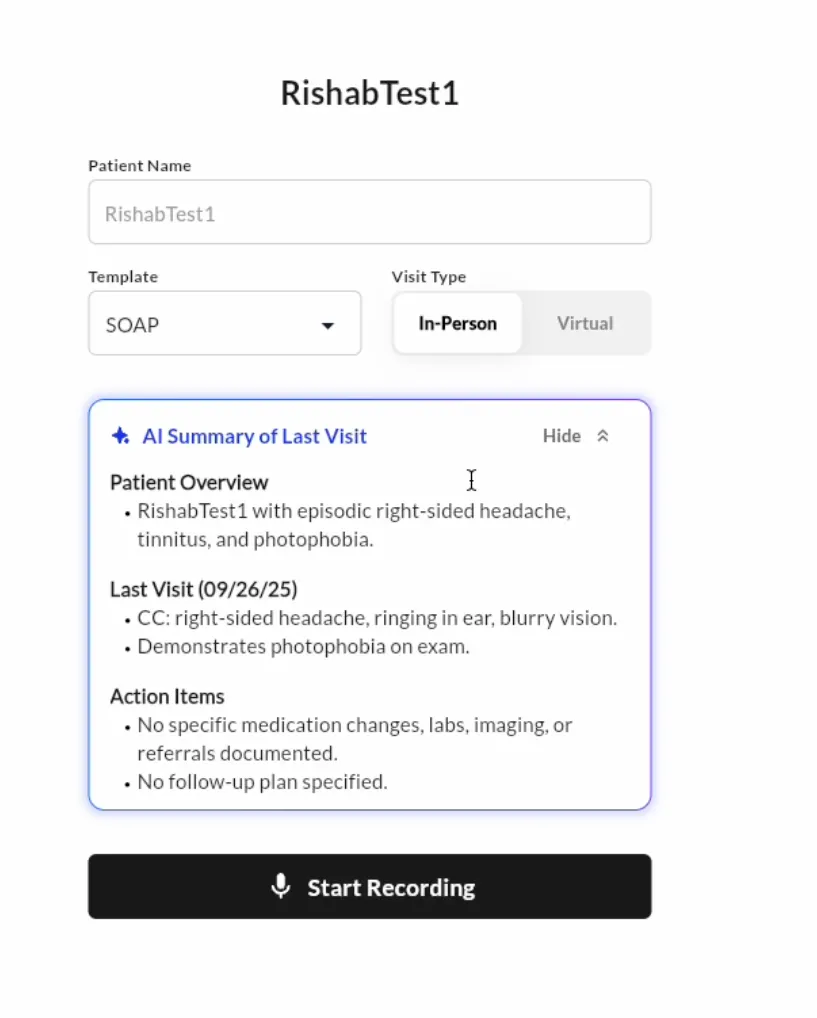 RishabTest1
Patient Name
RishabTest1
Template
Visit Type
SOAP
In-Person
Virtual
AI Summary of Last Visit
Hide
Patient Overview
• RishabTest1 with episodic right-sided headache,
tinnitus, and photophobia.
Last Visit (09/26/25)
• CC: right-sided headache, ringing in ear, blurry vision.
• Demonstrates photophobia on exam.
Action Items
• No specific medication changes, labs, imaging, or
referrals documented.
• No follow-up plan specified.
Start Recording